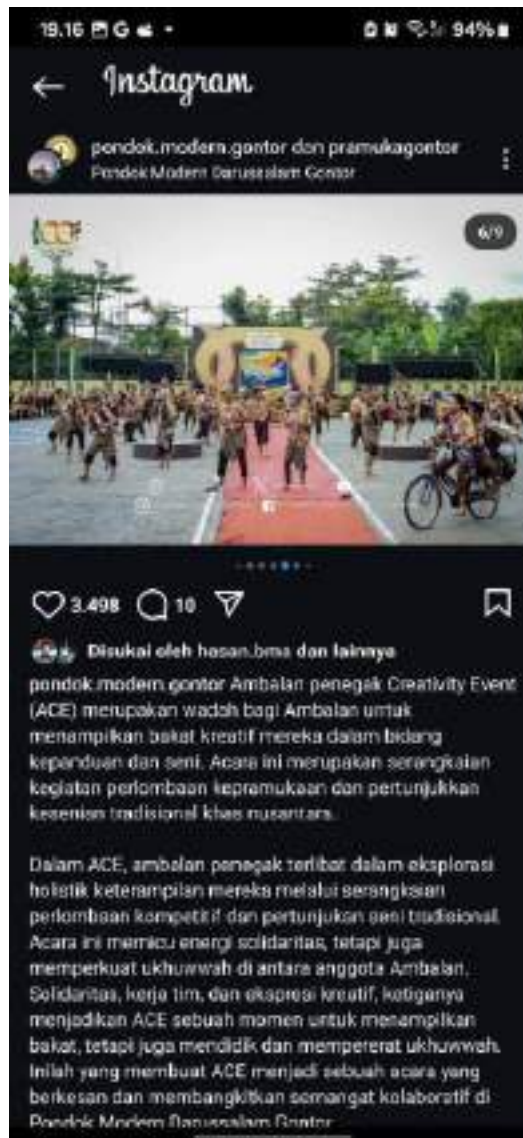 19.16
94%
Instagram
pondok.modern.gontor dan pramukagontor
Pondok Modern Darussalam Gontor
6/9
3.498 10
Disukai oleh hasan.bma dan lainnya
pondok.modern.gontor Ambalan penegak Creativity Event
(ACE) merupakan wadah bagi Ambalan untuk
menampilkan bakat kreatif mereka dalam bidang
kepanduan dan seni. Acara ini merupakan serangkaian
kegiatan perlombaan kepramukaan dan pertunjukkan
kesenian tradisional khas nusantara.
Dalam ACE, ambalan penegak terlibat dalam eksplorasi
holistik keterampilan mereka melalui serangkaian
perlombaan kompetitif dan pertunjukan seni tradisional.
Acara ini memicu energi solidaritas, tetapi juga
memperkuat ukhuwwah di antara anggota Ambalan.
Solidaritas, kerja tim, dan ekspresi kreatif, ketiganya
menjadikan ACE sebuah momen untuk menampilkan
bakat, tetapi juga mendidik dan mempererat ukhuwwah.
Inilah yang membuat ACE menjadi sebuah acara yang
berkesan dan membangkitkan semangat kolaboratif di
Pondok Modern Darussalam Gontor